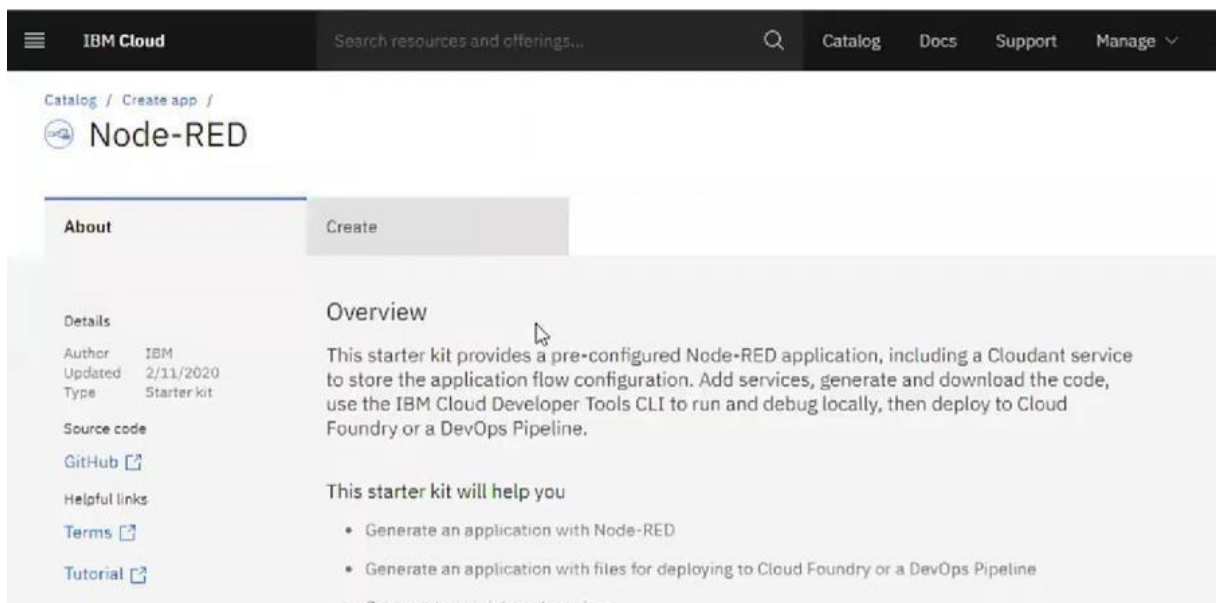 IBM Cloud
Search resources and offerings...
Catalog
Docs
Support
Manage
Catalog / Create app /
Node-RED
About
Create
Details
Author IBM
Updated 2/11/2020
Type Starter kit
Source code
GitHub
Helpful links
Terms
Tutorial
Overview
This starter kit provides a pre-configured Node-RED application, including a Cloudant service
to store the application flow configuration. Add services, generate and download the code,
use the IBM Cloud Developer Tools CLI to run and debug locally, then deploy to Cloud
Foundry or a DevOps Pipeline.
This starter kit will help you
• Generate an application with Node-RED
• Generate an application with files for deploying to Cloud Foundry or a DevOps Pipeline